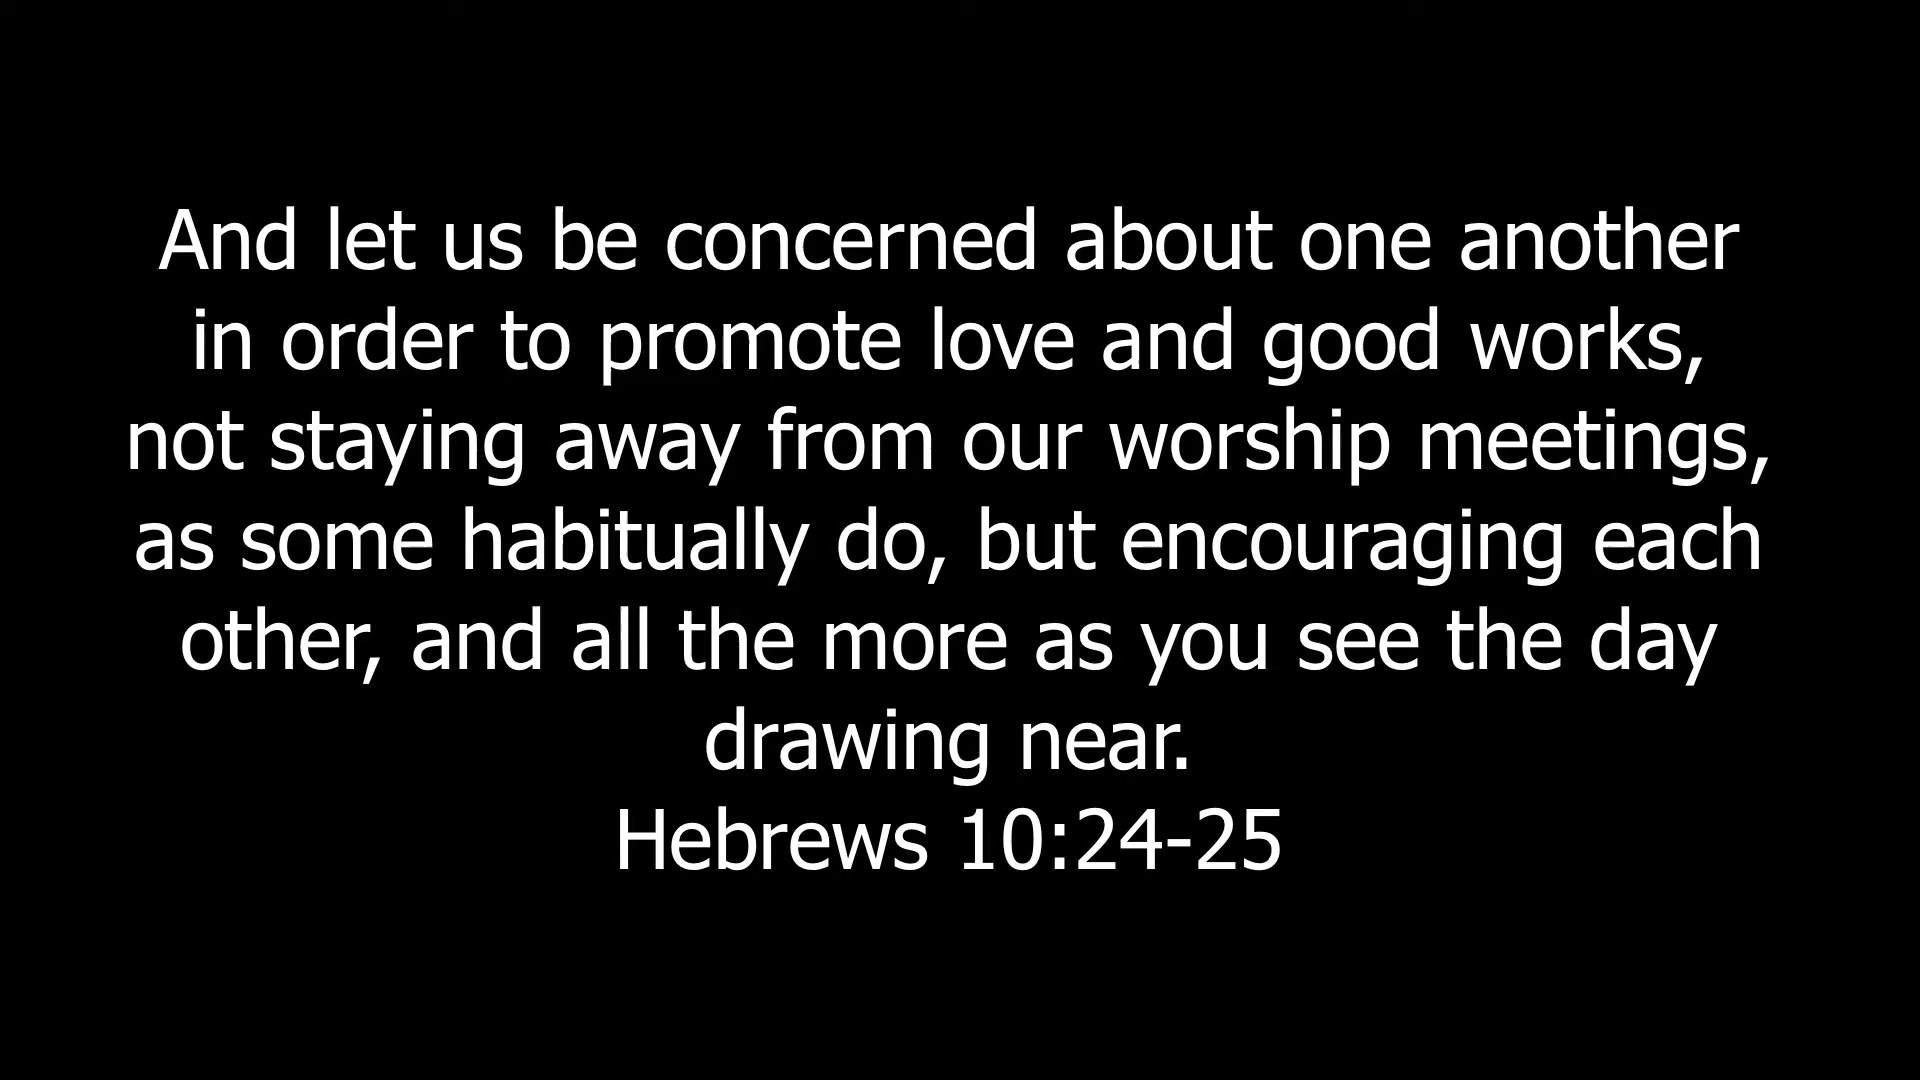 And let us be concerned about one another
in order to promote love and good works,
not staying away from our worship meetings,
as some habitually do, but encouraging each
other, and all the more as you see the day
drawing near.
Hebrews 10:24-25